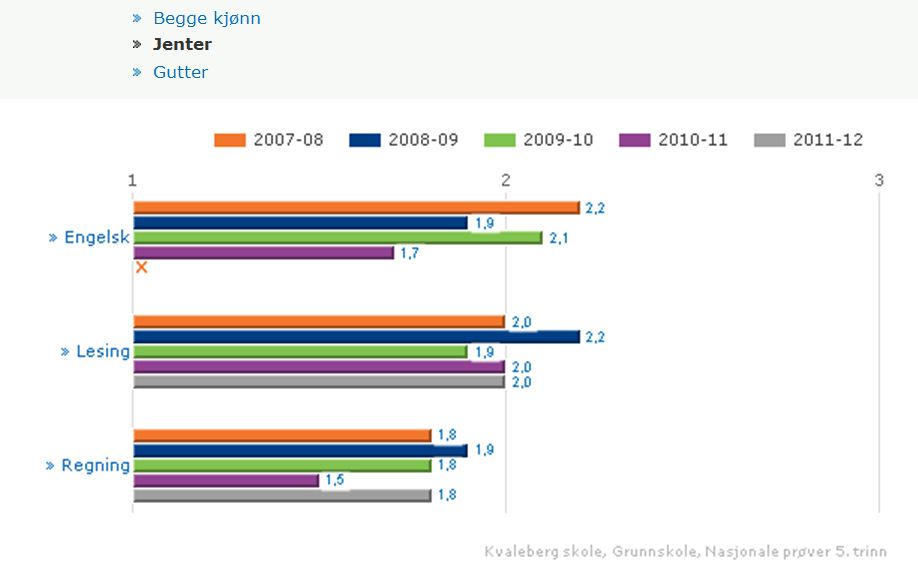 » Begge kjønn
» Jenter
» Gutter
2007-08 2008-09 2009-10 2010-11 2011-12
1 2 3
2,2
1,9
» Engelsk 2,1
1,7
2,0
2,2
» Lesing 1,9
2,0
2,0
1,8
1,9
» Regning 1,8
1,5
1,8
Kvaleberg skole, Grunnskole, Nasjonale prøver 5. trinn